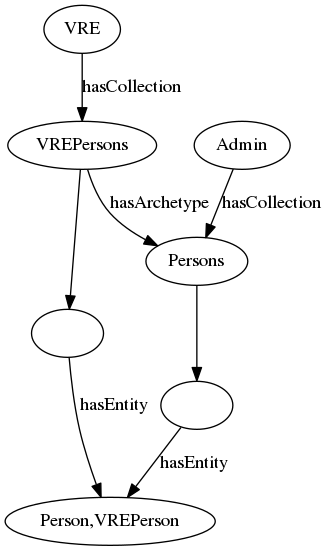 VRE
hasCollection
VREPersons
Admin
hasArchetype
hasCollection
Persons
hasEntity
hasEntity
Person,VREPerson